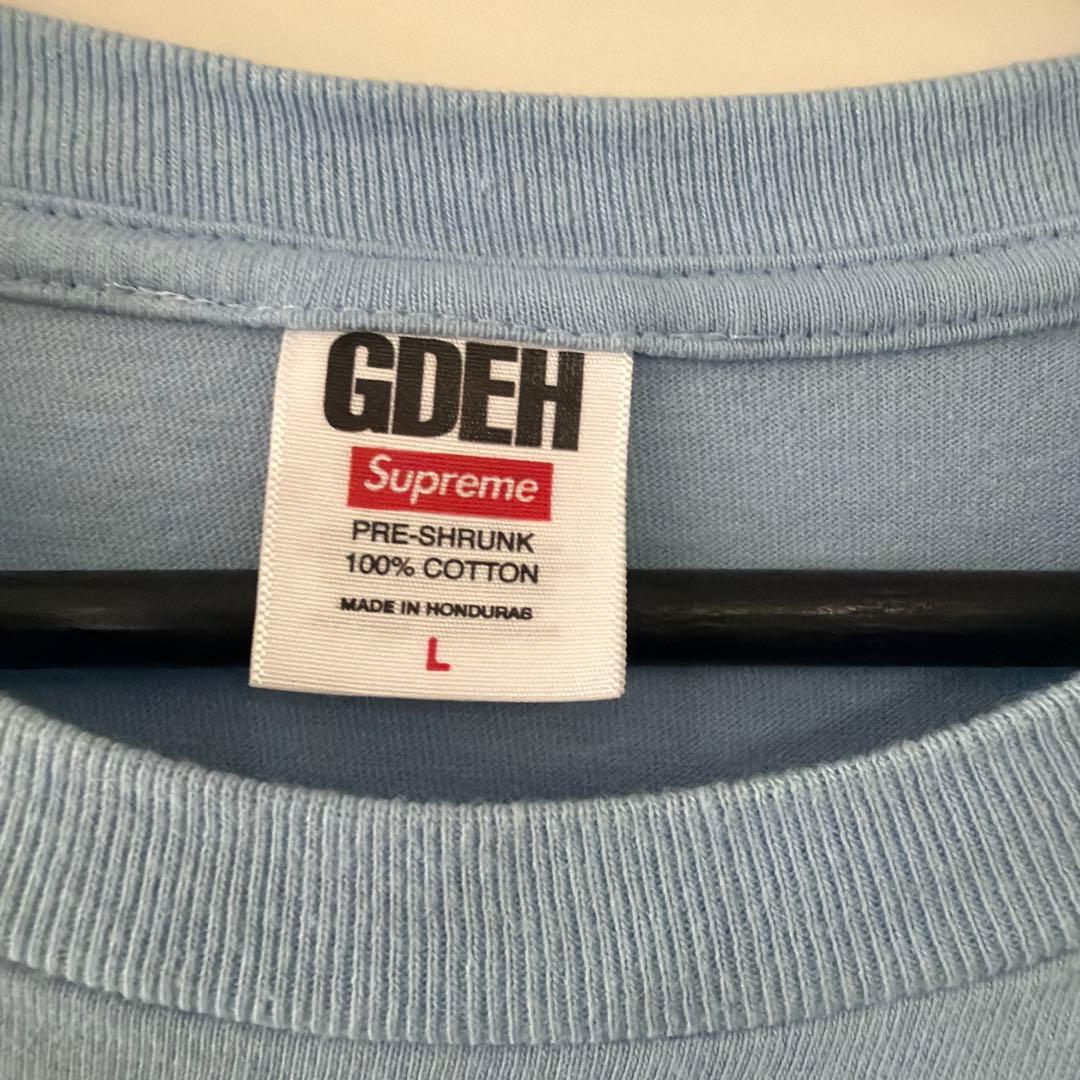 GDEH
Supreme
PRE-SHRUNK
100% COTTON
MADE IN HONDURAS
L